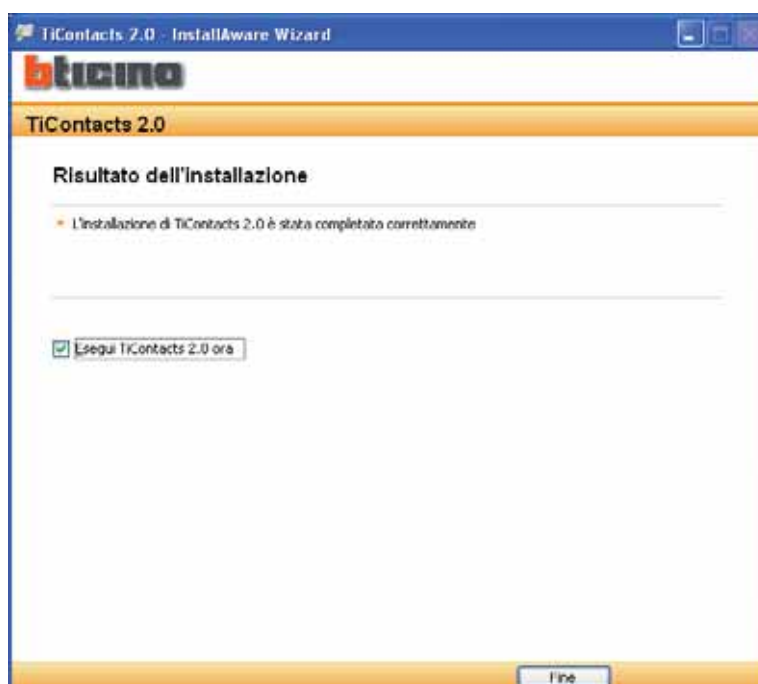 TiContacts 2.0 - InstallAware Wizard
bticino
TiContacts 2.0
Risultato dell'installazione
L'installazione di TiContacts 2.0 è stata completata correttamente
Esegui TiContacts 2.0 ora
Fine